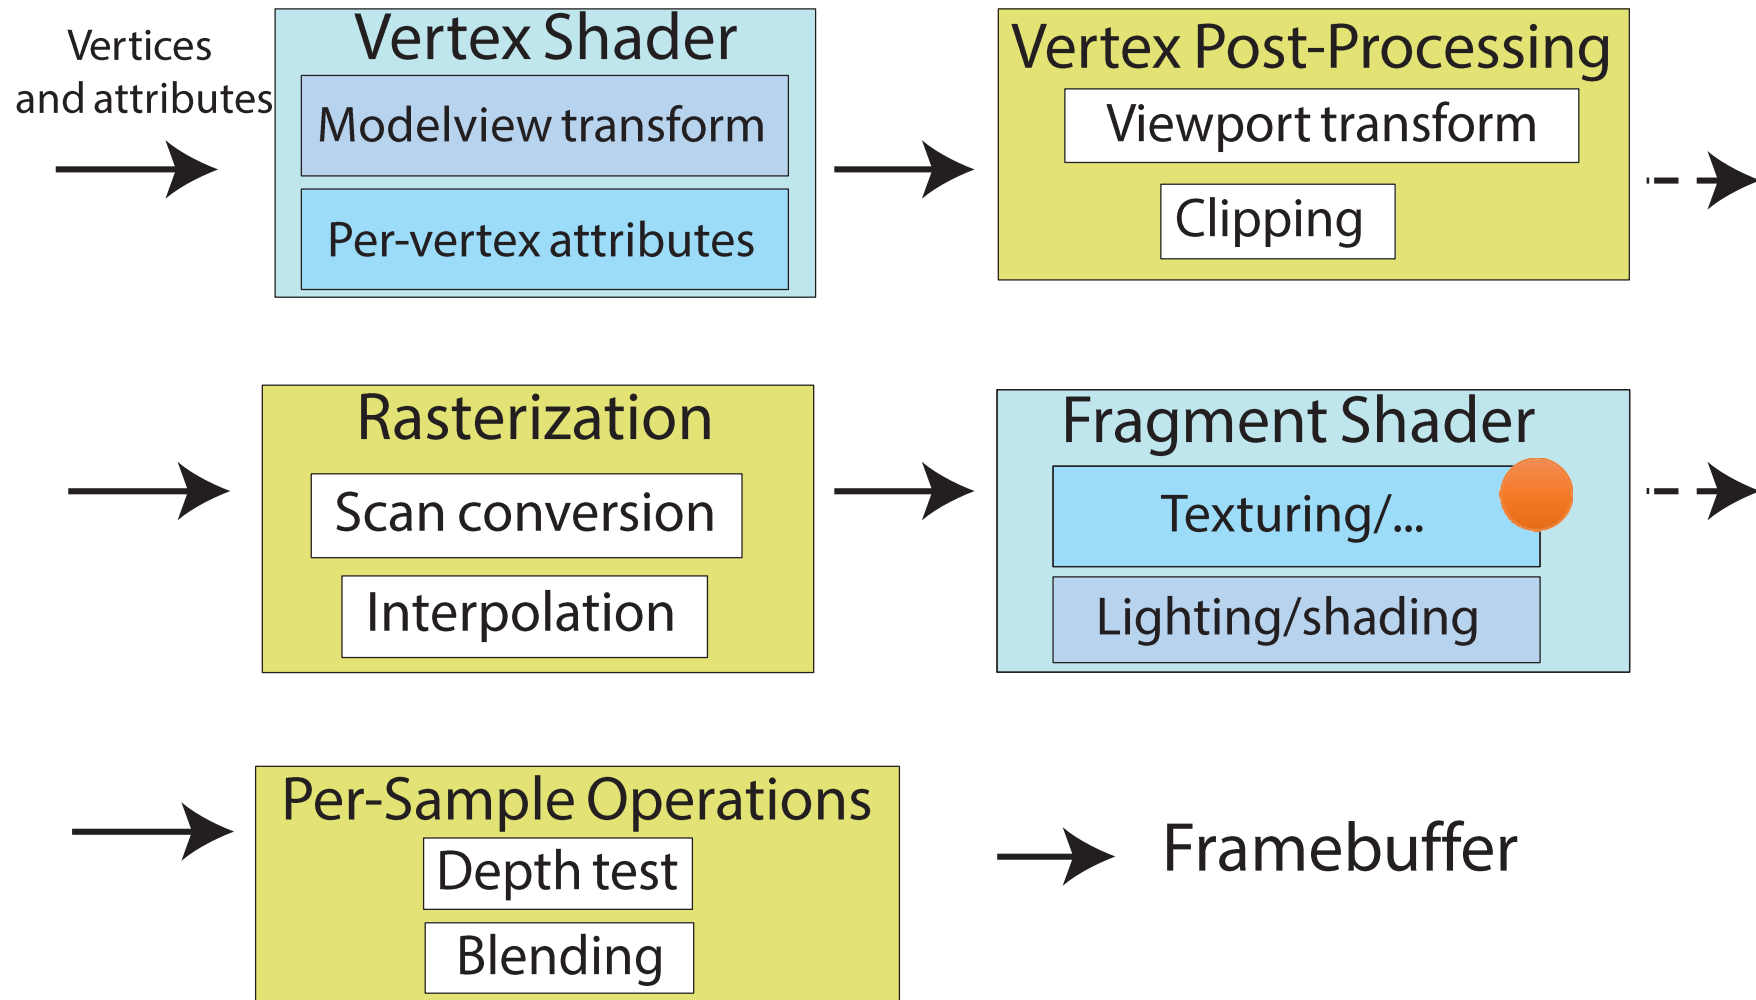 Vertices
and attributes
Vertex Shader
Modelview transform
Per-vertex attributes
Vertex Post-Processing
Viewport transform
Clipping
Rasterization
Scan conversion
Interpolation
Fragment Shader
Texturing/...
Lighting/shading
Per-Sample Operations
Depth test
Blending
Framebuffer